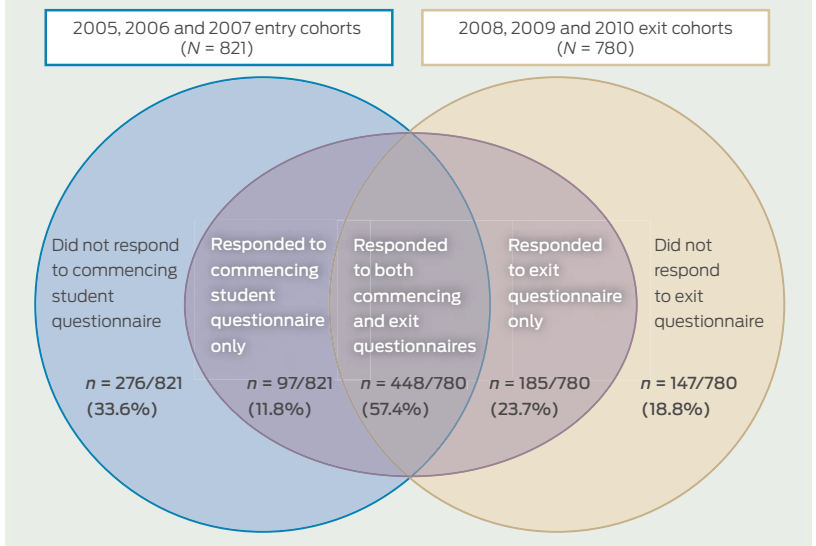 2005, 2006 and 2007 entry cohorts
(N = 821)
2008, 2009 and 2010 exit cohorts
(N = 780)
Did not respond
to commencing
student
questionnaire
n = 276/821
(33.6%)
Responded to
commencing
student
questionnaire
only
n = 97/821
(11.8%)
Responded
to both
commencing
and exit
questionnaires
n = 448/780
(57.4%)
Responded
to exit
questionnaire
only
n = 185/780
(23.7%)
Did not
respond
to exit
questionnaire
n = 147/780
(18.8%)